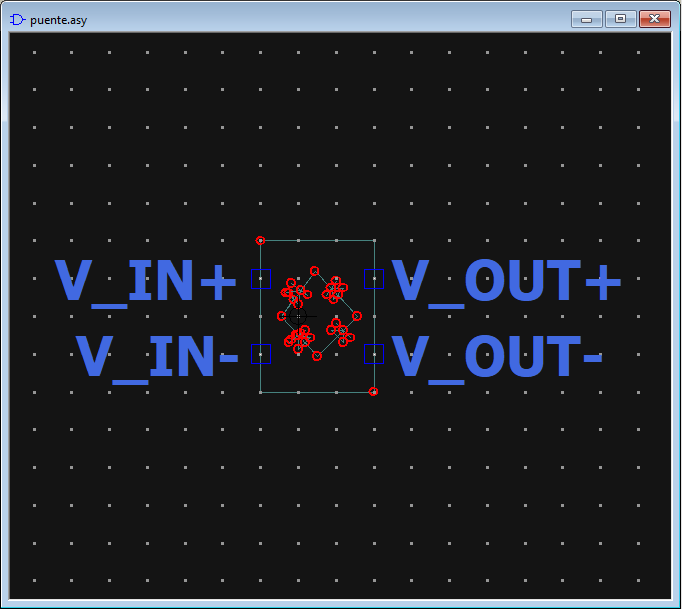 puente.asy
V_IN+ V_OUT+
V_IN- V_OUT-